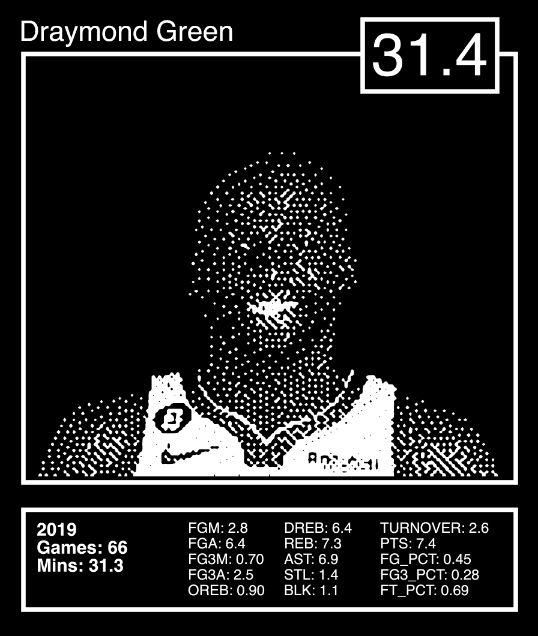 Draymond Green
31.4
2019
Games: 66
Mins: 31.3
FGM: 2.8
FGA: 6.4
FG3M: 0.70
FG3A: 2.5
OREB: 0.90
DREB: 6.4
REB: 7.3
AST: 6.9
STL: 1.4
BLK: 1.1
TURNOVER: 2.6
PTS: 7.4
FG_PCT: 0.45
FG3_PCT: 0.28
FT_PCT: 0.69